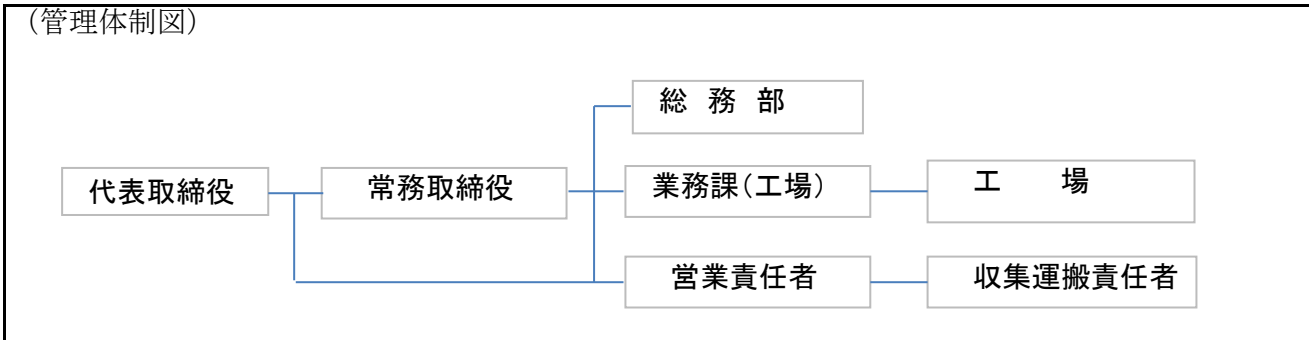 （管理体制図）
総 務 部
代表取締役
常務取締役
業務課（工場）
工 場
営業責任者
収集運搬責任者